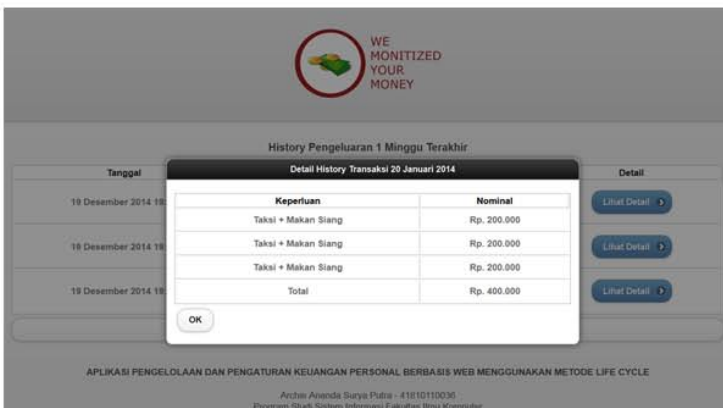 WE
MONITIZED
YOUR
MONEY
History Pengeluaran 1 Minggu Terakhir
Tanggal
Detail
Detail History Transaksi 20 Januari 2014
Keperluan Nominal
Taksi + Makan Siang Rp. 200.000
Taksi + Makan Siang Rp. 200.000
Taksi + Makan Siang Rp. 200.000
Total Rp. 400.000
OK
19 Desember 2014 19: Lihat Detail
19 Desember 2014 19: Lihat Detail
19 Desember 2014 19: Lihat Detail
APLIKASI PENGELOLAAN DAN PENGATURAN KEUANGAN PERSONAL BERBASIS WEB MENGGUNAKAN METODE LIFE CYCLE
Archie Ananda Surya Putra - 41810110036
Program Studi Sistem Informasi Fakultas Ilmu Komputer